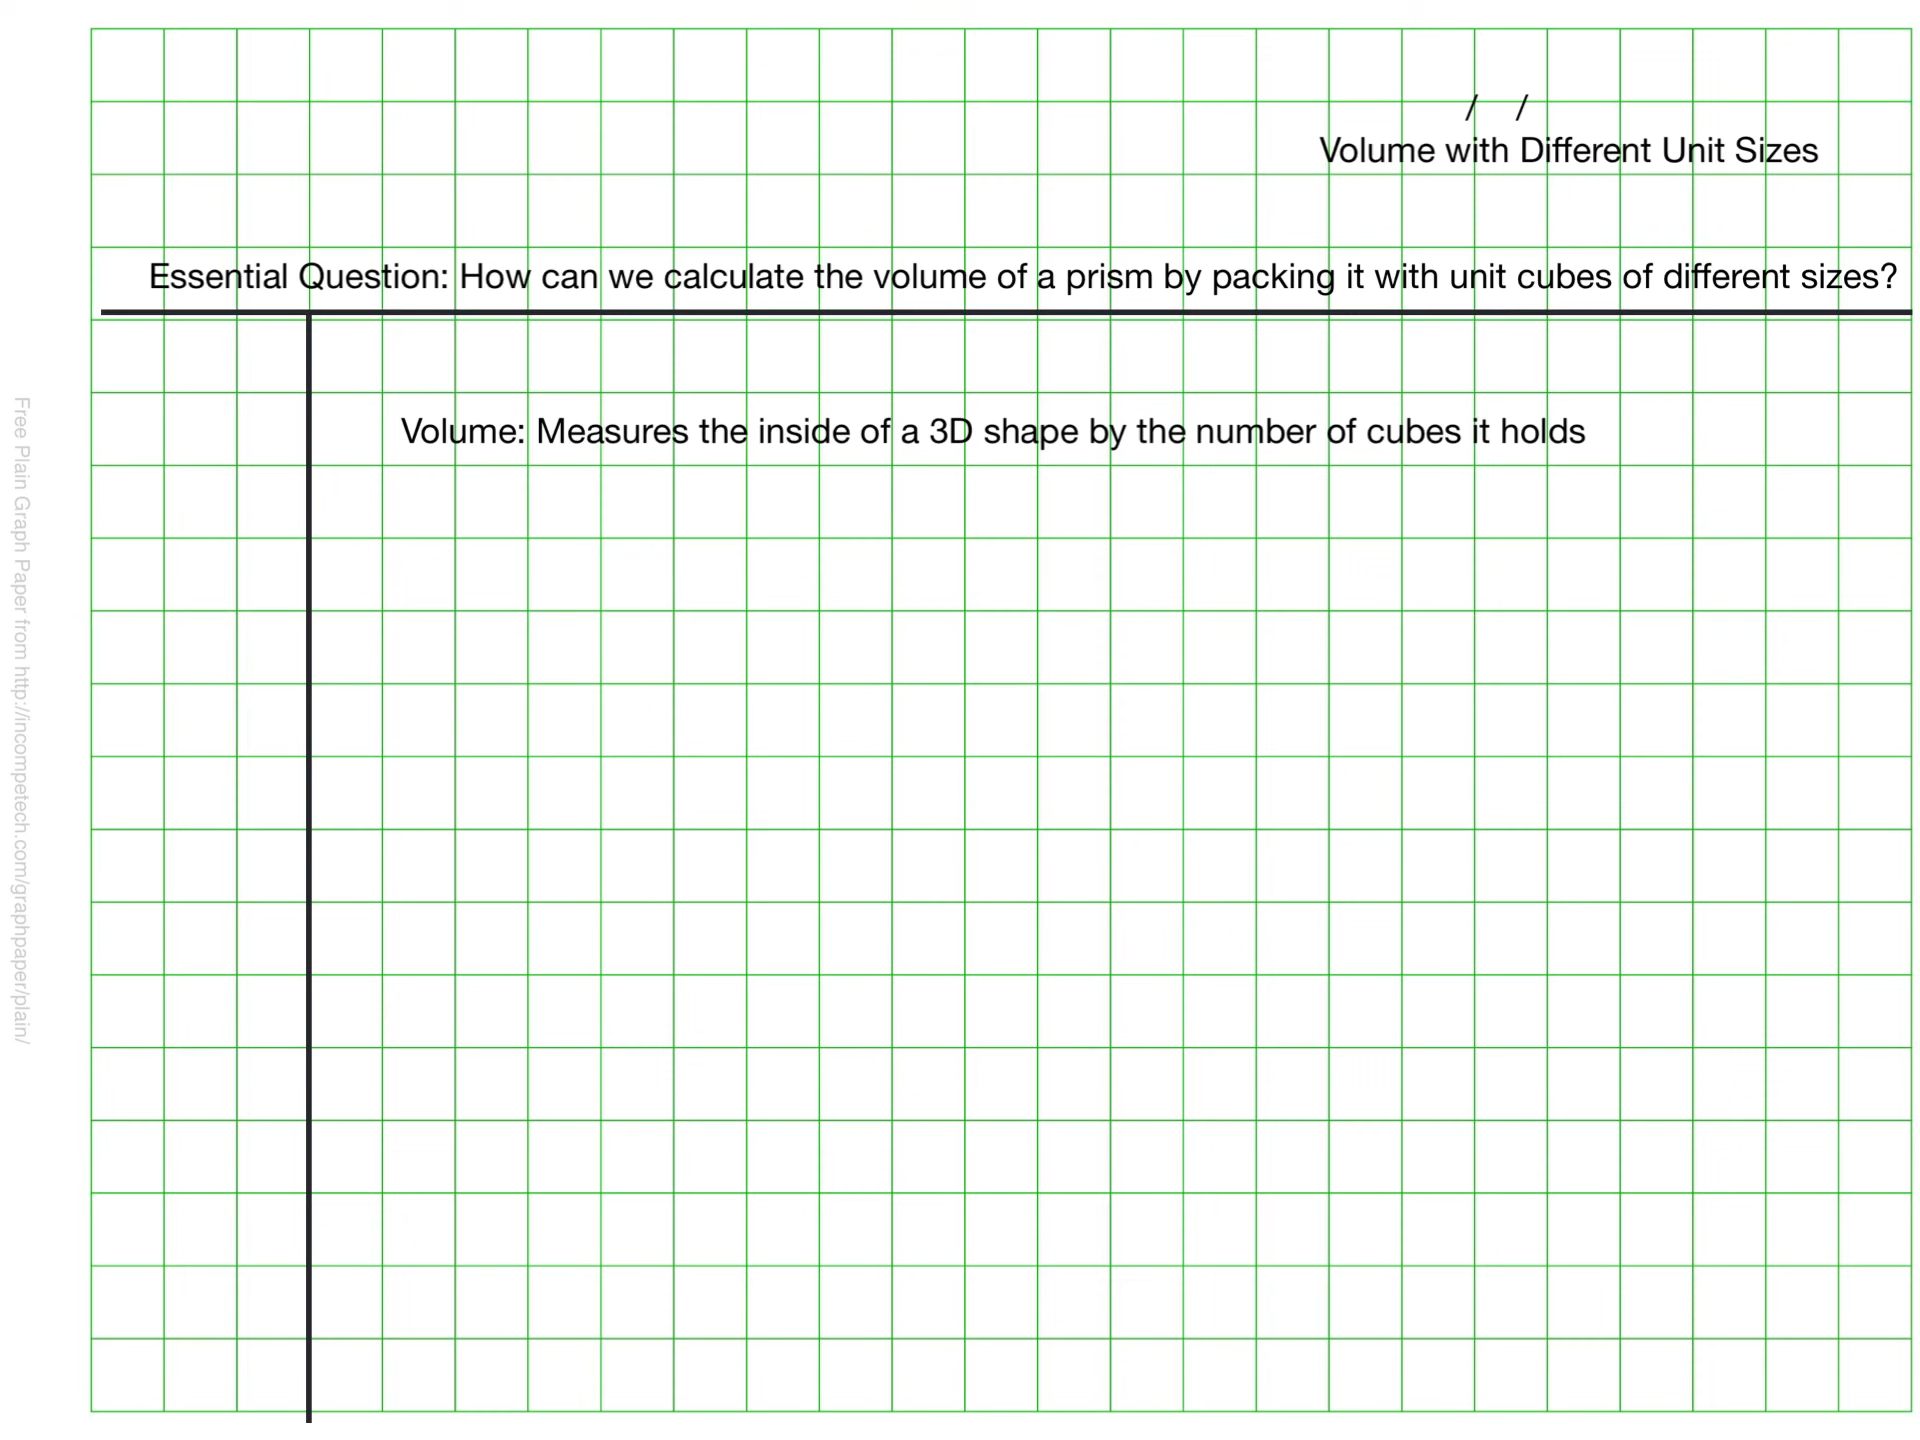 / /
Volume with Different Unit Sizes
Essential Question: How can we calculate the volume of a prism by packing it with unit cubes of different sizes?
Volume: Measures the inside of a 3D shape by the number of cubes it holds
Free Plain Graph Paper from http://incompetech.com/graphpaper/plain/